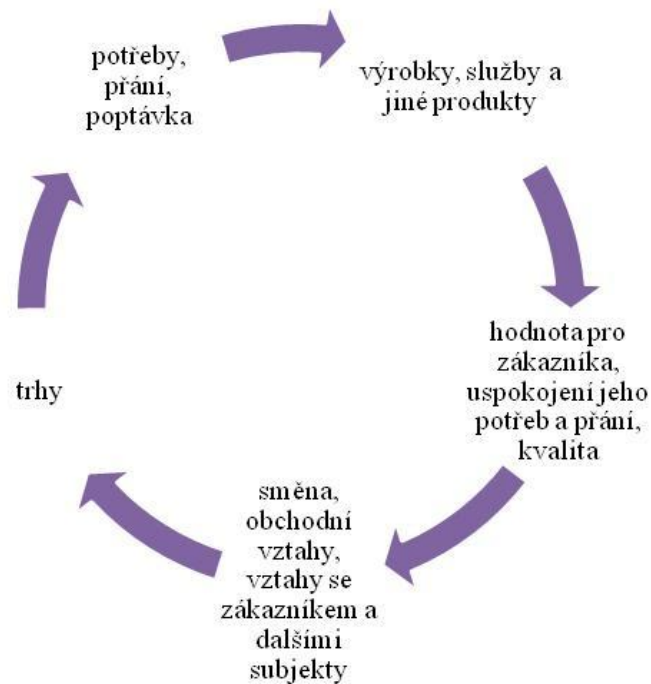 potřeby,
přání,
poptávka
výrobky, služby a
jiné produkty
hodnota pro
zákazníka,
uspokojení jeho
potřeb a přání,
kvalita
směna,
obchodní
vztahy,
vztahy se
zákazníkem a
dalšími
subjekty
trhy